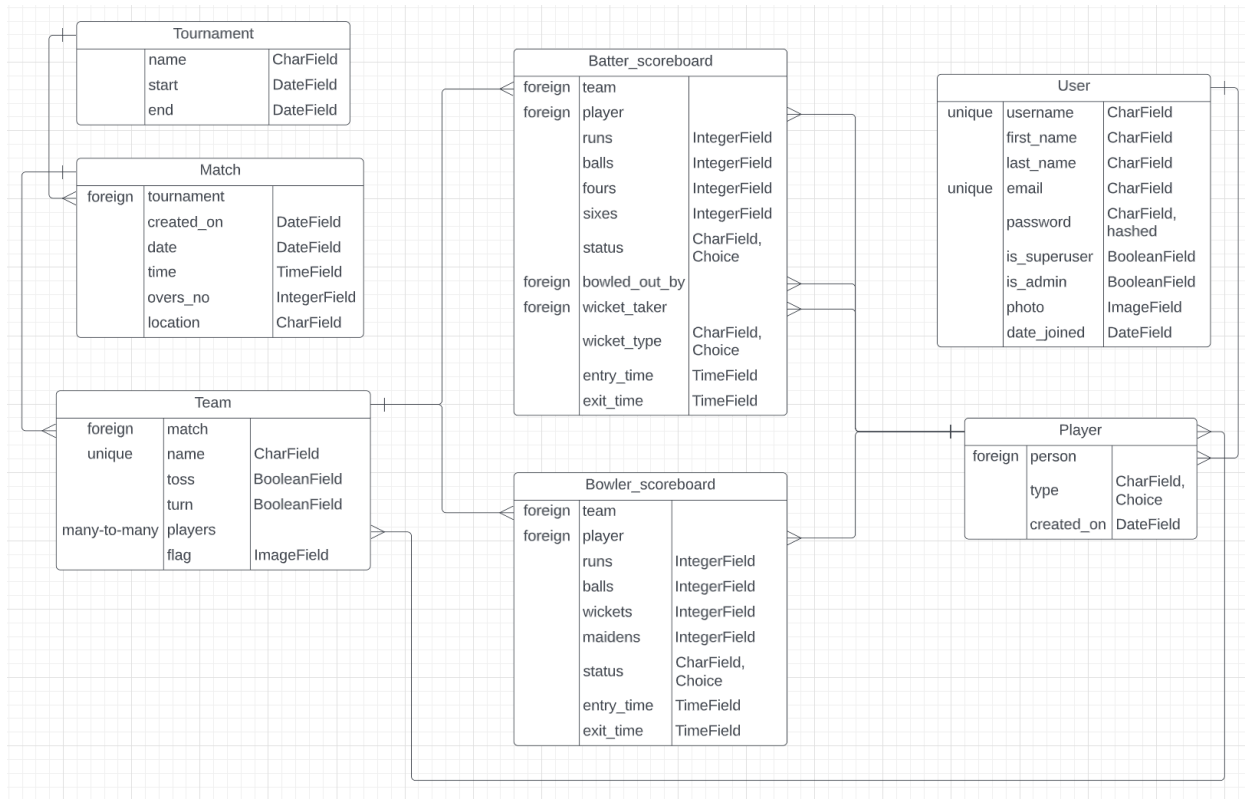 Tournament
name CharField
start DateField
end DateField
Match
foreign tournament
created_on DateField
date DateField
time TimeField
overs_no IntegerField
location CharField
Team
foreign match
unique name CharField
toss BooleanField
turn BooleanField
many-to-many players
flag ImageField
Batter_scoreboard
foreign team
foreign player
runs IntegerField
balls IntegerField
fours IntegerField
sixes IntegerField
status CharField,
Choice
foreign bowled_out_by
foreign wicket_taker
wicket_type CharField,
Choice
entry_time TimeField
exit_time TimeField
Bowler_scoreboard
foreign team
foreign player
runs IntegerField
balls IntegerField
wickets IntegerField
maidens IntegerField
status CharField,
Choice
entry_time TimeField
exit_time TimeField
User
unique username CharField
first_name CharField
last_name CharField
unique email CharField
password CharField,
hashed
is_superuser BooleanField
is_admin BooleanField
photo ImageField
date_joined DateField
Player
foreign person
type CharField,
Choice
created_on DateField